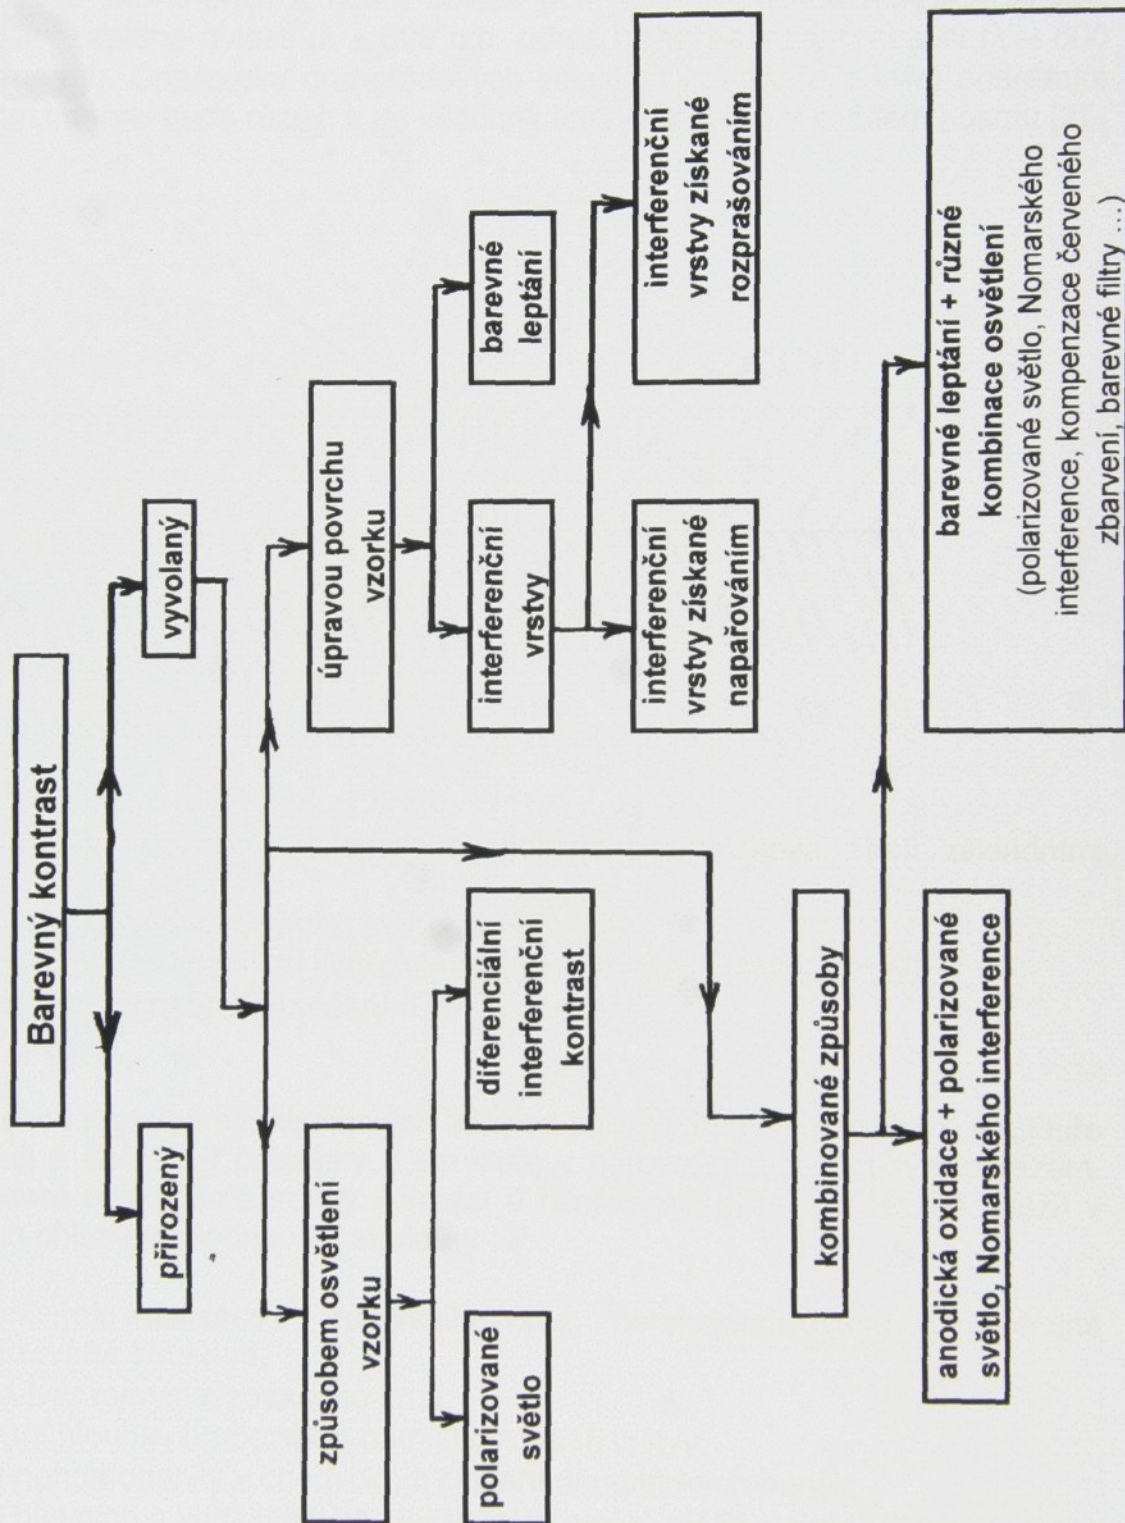 Barevný kontrast
přirozený
vyvolaný
způsobem osvětlení
vzorku
úpravou povrchu
vzorku
polarizované
světlo
diferenciální
interferenční
kontrast
interferenční
vrstvy
barevné
leptání
interferenční
vrstvy získané
napařováním
interferenční
vrstvy získané
rozprašováním
kombinované způsoby
anodická oxidace + polarizované
světlo, Nomarského interference
barevné leptání + různé
kombinace osvětlení
(polarizované světlo, Nomarského
interference, kompenzace červeného
zbarvení, barevné filtry ...)